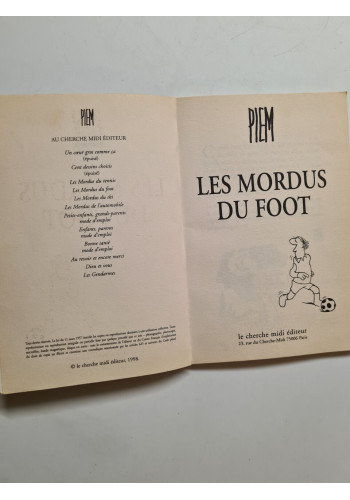 PIEM
AU CHERCHE MIDI ÉDITEUR
Un cœur gros comme ça
(épuisé)
Cent dessins choisis
(épuisé)
Les Mordus du tennis
Les Mordus du foot
Les Mordus du ski
Les Mordus de l'automobile
Petits-enfants, grands-parents
mode d'emploi
Enfants, parents
mode d'emploi
Bonne santé
mode d'emploi
Au revoir et encore merci
Dieu et vous
Les Gendarmes
© le cherche midi éditeur, 1998.
PIEM
LES MORDUS
DU FOOT
le cherche midi éditeur
23, rue du Cherche-Midi 75006 Paris